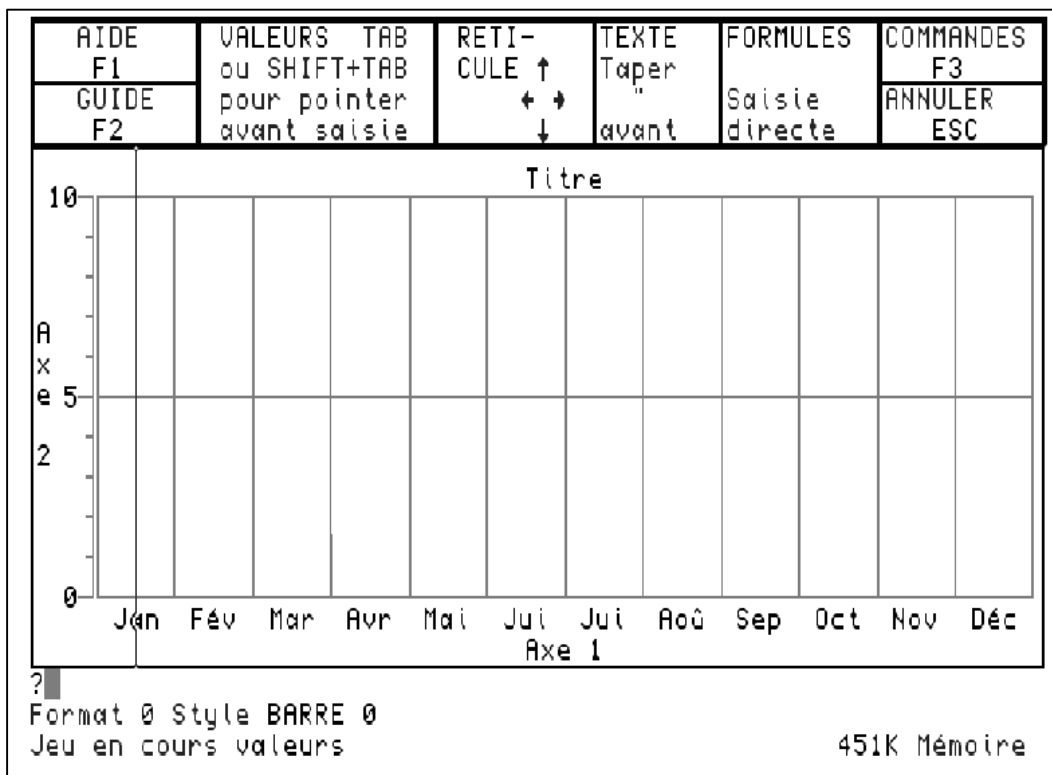 AIDE VALEURS TAB RETI- TEXTE FORMULES COMMANDES
F1 ou SHIFT+TAB CULE ↑ Taper F3
GUIDE pour pointer ← → " Saisie ANNULER
F2 avant saisie ↓ avant directe ESC
Titre
10
Axe 2
5
0
Jan Fév Mar Avr Mai Jui Jui Aoû Sep Oct Nov Déc
Axe 1
?
Format 0 Style BARRE 0
Jeu en cours valeurs 451K Mémoire